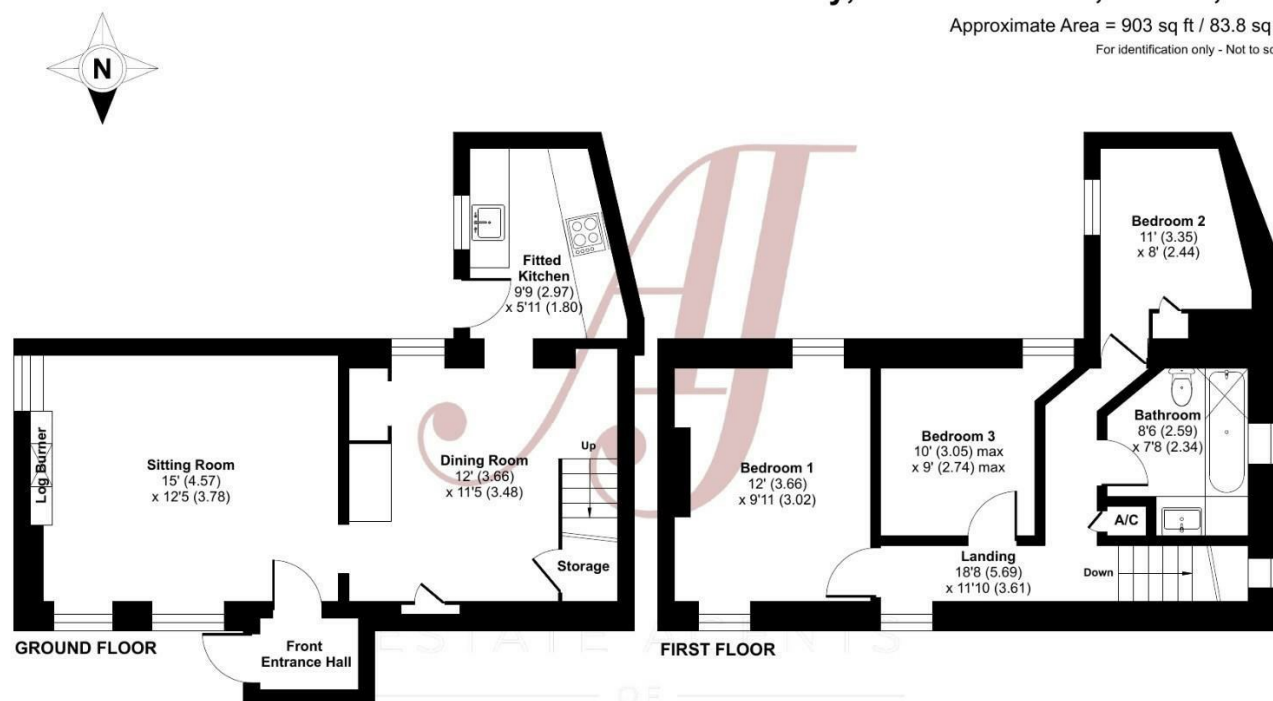 Approximate Area = 903 sq ft / 83.8 sq
For identification only - Not to
N
Fitted
Kitchen
9'9 (2.97)
x 5'11 (1.80)
Log Burner
Sitting Room
15' (4.57)
x 12'5 (3.78)
Dining Room
12' (3.66)
x 11'5 (3.48)
Up
Storage
Front
Entrance Hall
GROUND FLOOR
Bedroom 2
11' (3.35)
x 8' (2.44)
Bedroom 1
12' (3.66)
x 9'11 (3.02)
Bedroom 3
10' (3.05) max
x 9' (2.74) max
Bathroom
8'6 (2.59)
x 7'8 (2.34)
A/C
Landing
18'8 (5.69)
x 11'10 (3.61)
Down
FIRST FLOOR
AJ
ESTATE AGENTS
OF